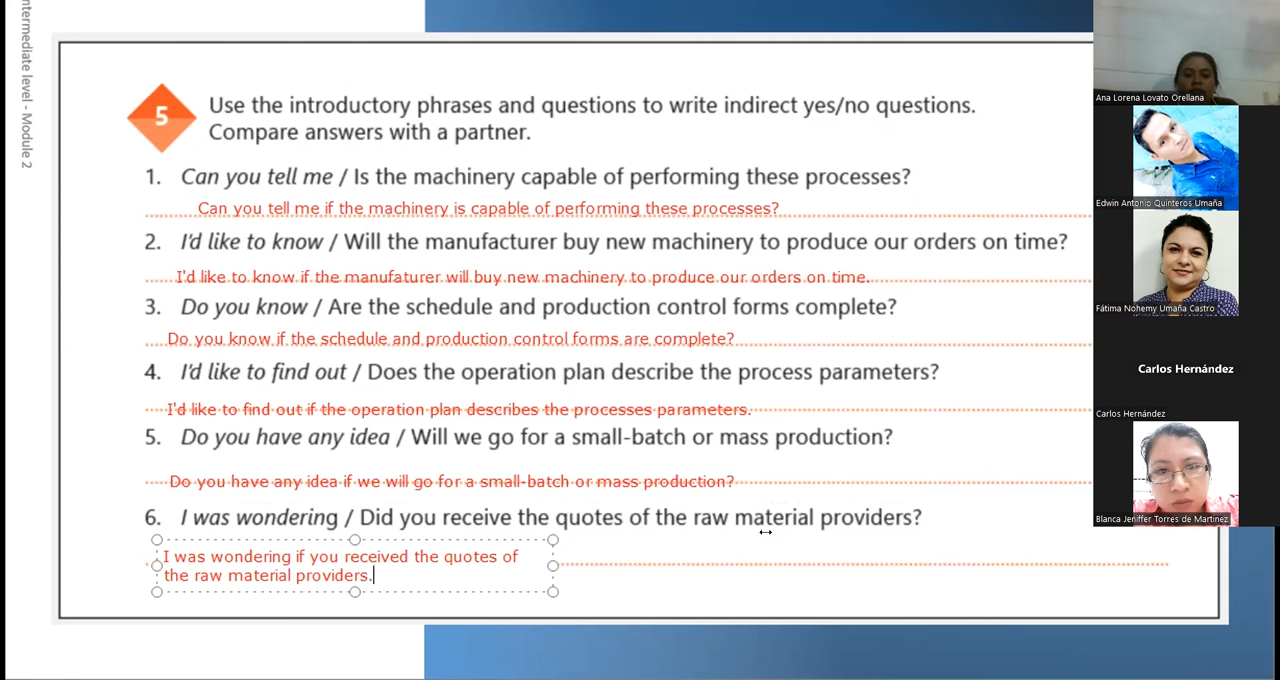 ntermediate level - Module 2
5
Use the introductory phrases and questions to write indirect yes/no questions.
Compare answers with a partner.
1. Can you tell me / Is the machinery capable of performing these processes?
Can you tell me if the machinery is capable of performing these processes?
2. I'd like to know / Will the manufacturer buy new machinery to produce our orders on time?
I'd like to know if the manufaturer will buy new machinery to produce our orders on time.
3. Do you know / Are the schedule and production control forms complete?
Do you know if the schedule and production control forms are complete?
4. I'd like to find out / Does the operation plan describe the process parameters?
I'd like to find out if the operation plan describes the processes parameters.
5. Do you have any idea / Will we go for a small-batch or mass production?
Do you have any idea if we will go for a small-batch or mass production?
6. I was wondering / Did you receive the quotes of the raw material providers?
I was wondering if you received the quotes of
the raw material providers.
Ana Lorena Lovato Orellana
Edwin Antonio Quinteros Umaña
Fátima Nohemy Umaña Castro
Carlos Hernández
Carlos Hernández
Blanca Jeniffer Torres de Martinez